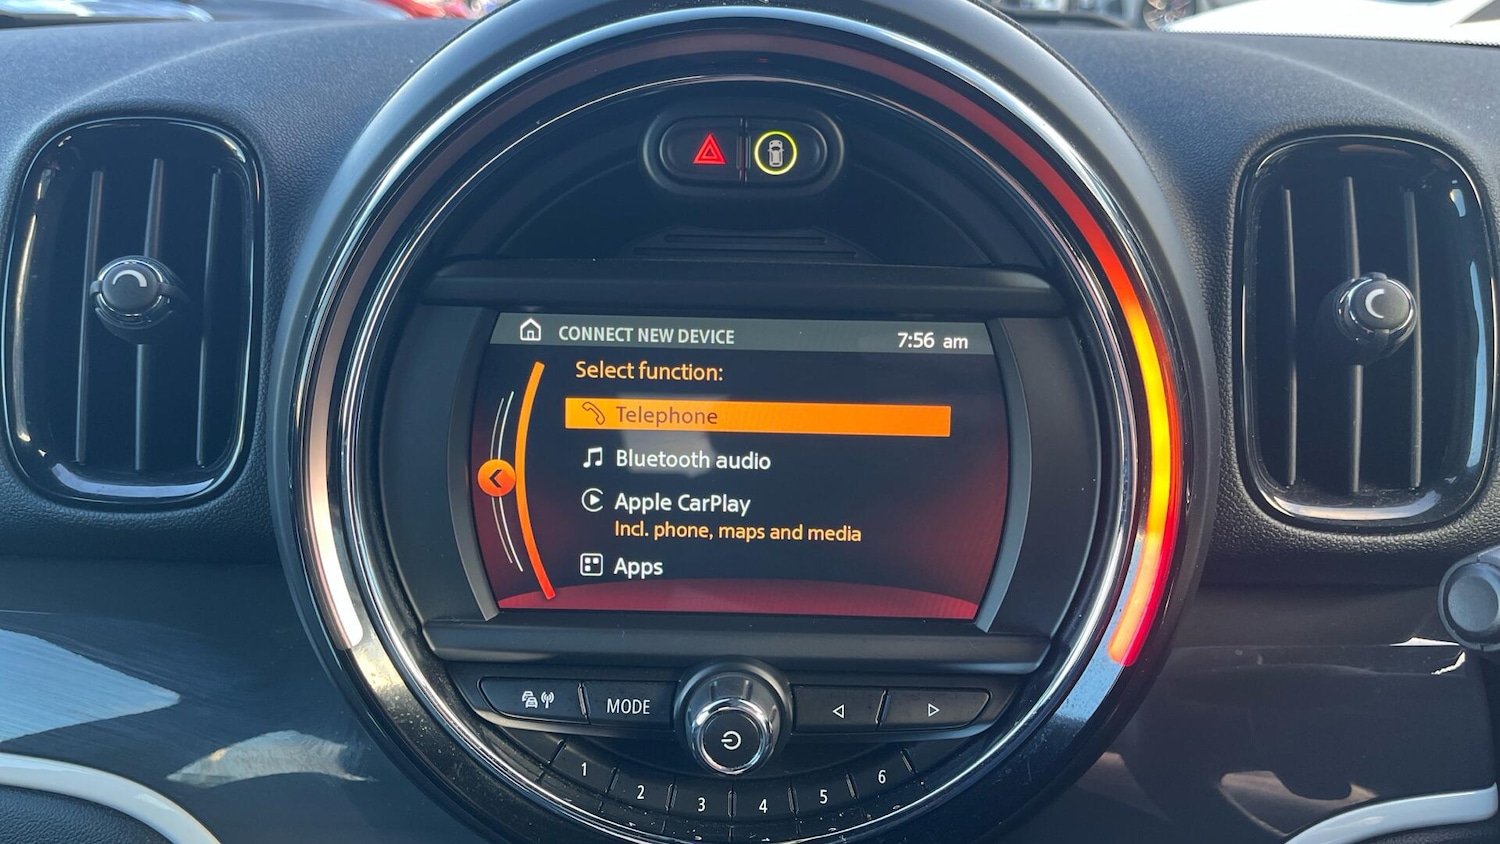 CONNECT NEW DEVICE 7:56 am
Select function:
Telephone
Bluetooth audio
Apple CarPlay
Incl. phone, maps and media
Apps
MODE
1 2 3 4 5 6